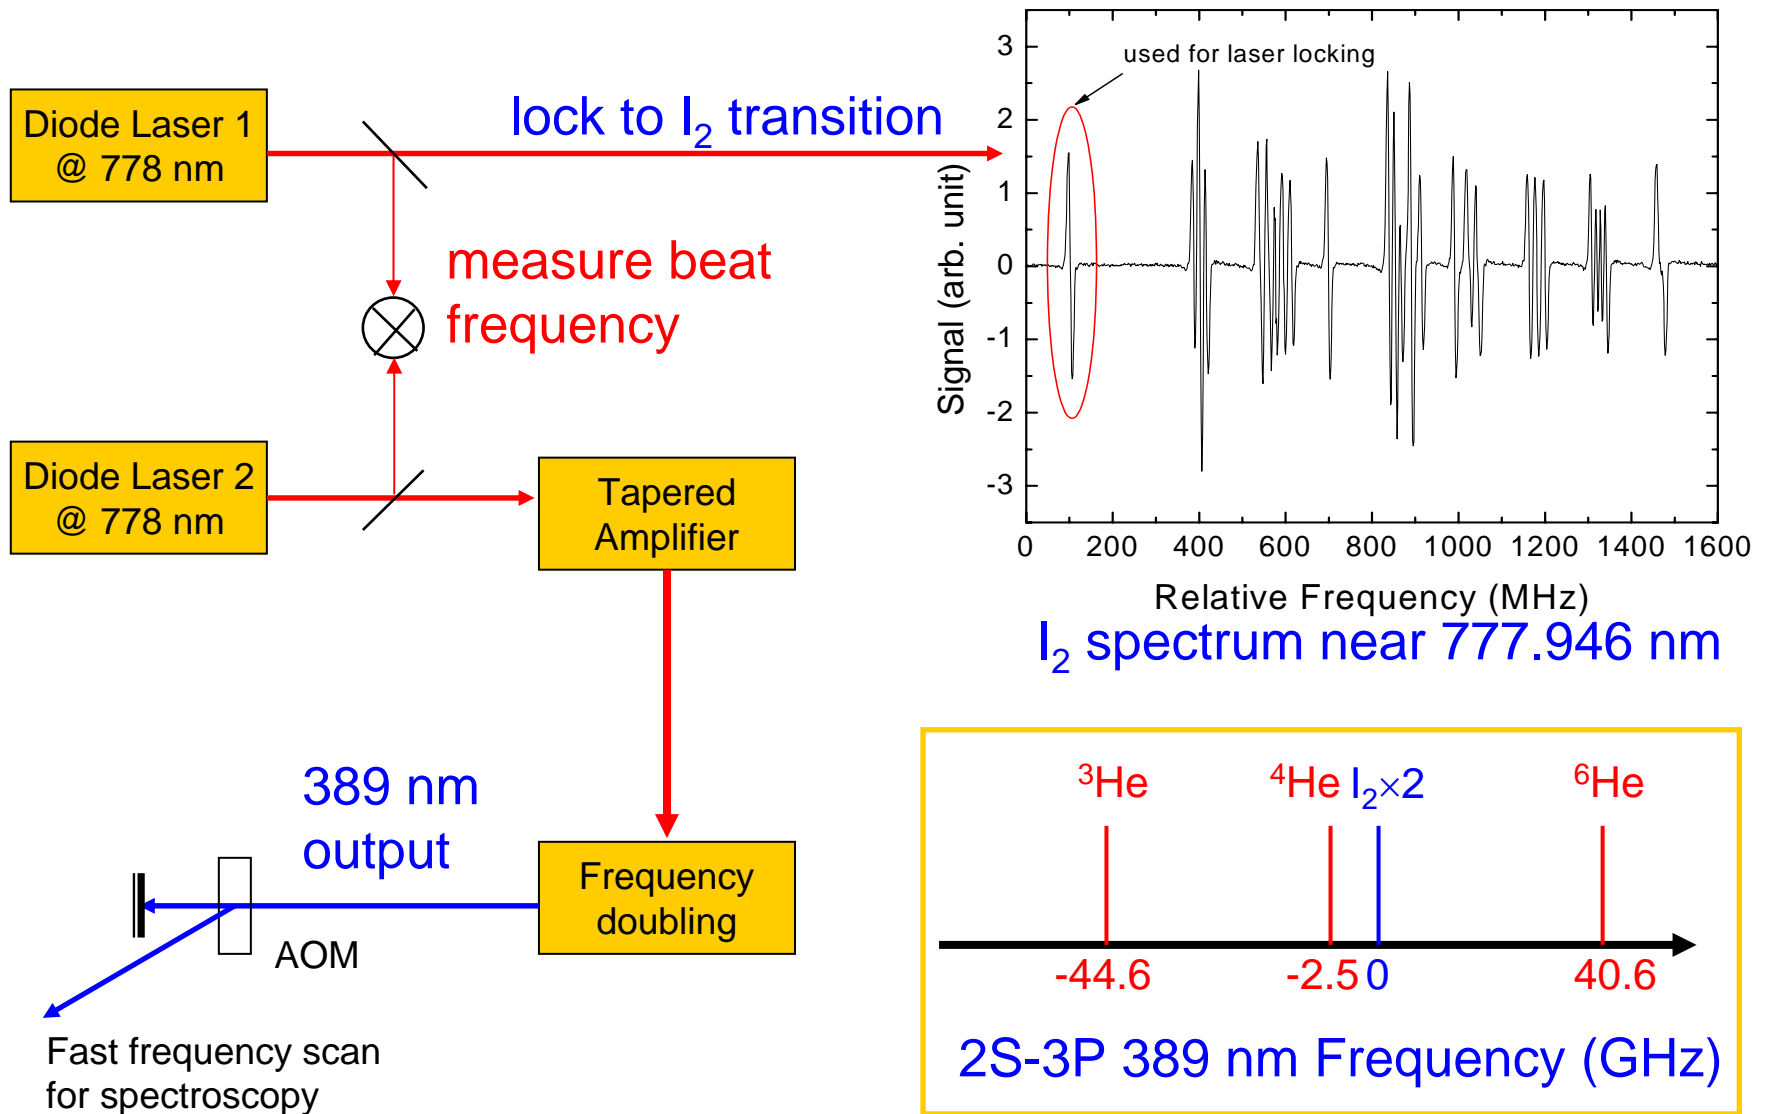 Diode Laser 1
@ 778 nm
lock to I₂ transition
measure beat
frequency
Diode Laser 2
@ 778 nm
Tapered
Amplifier
Frequency
doubling
389 nm
output
AOM
Fast frequency scan
for spectroscopy
used for laser locking
Signal (arb. unit)
3
2
1
0
-1
-2
-3
0 200 400 600 800 1000 1200 1400 1600
Relative Frequency (MHz)
I₂ spectrum near 777.946 nm
³He ⁴He I₂×2 ⁶He
-44.6 -2.5 0 40.6
2S-3P 389 nm Frequency (GHz)